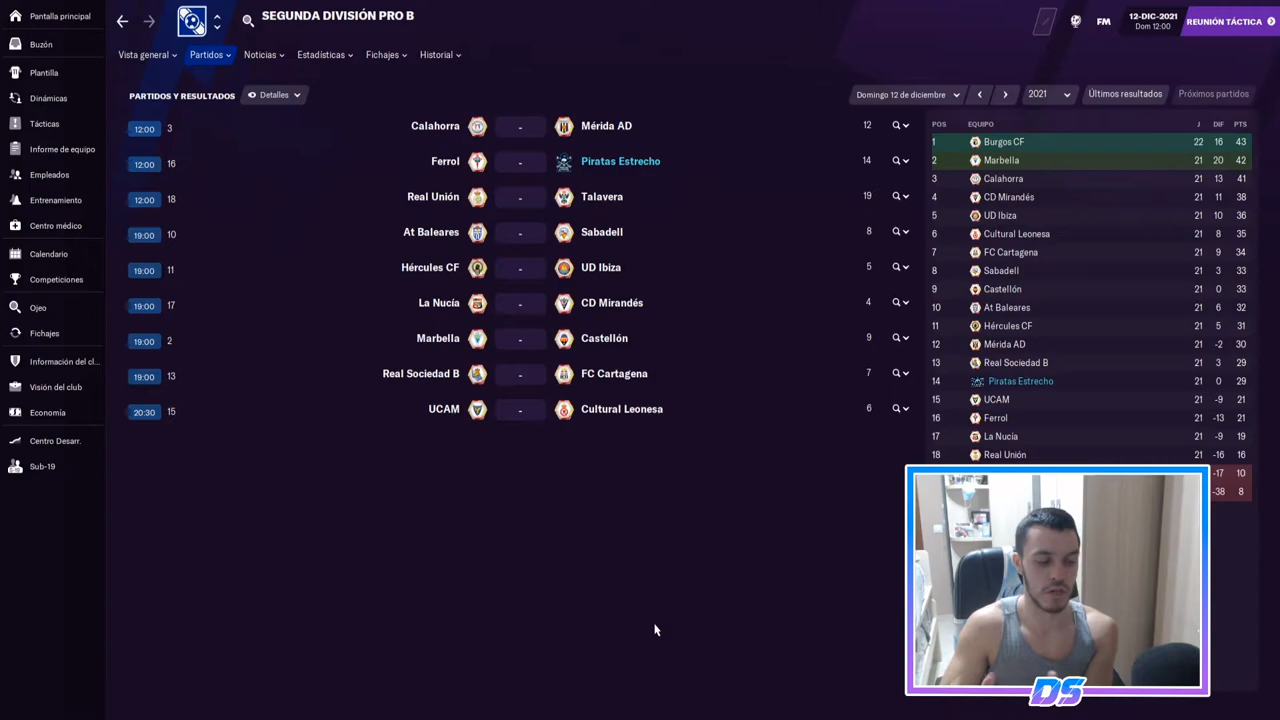 Pantalla principal
SEGUNDA DIVISIÓN PRO B
FM
12-DIC-2021
Dom 12:00
REUNIÓN TÁCTICA
Buzón
Vista general
Partidos
Noticias
Estadísticas
Fichajes
Historial
Plantilla
Dinámicas
Tácticas
Informe de equipo
Empleados
Entrenamiento
Centro médico
Calendario
Competiciones
Ojeo
Fichajes
Información del cl...
Visión del club
Economía
Centro Desarr.
Sub-19
PARTIDOS Y RESULTADOS
Detalles
Domingo 12 de diciembre
2021
Últimos resultados
Próximos partidos
12:00 3 Calahorra - Mérida AD 12
12:00 16 Ferrol - Piratas Estrecho 14
12:00 18 Real Unión - Talavera 19
19:00 10 At Baleares - Sabadell 8
19:00 11 Hércules CF - UD Ibiza 5
19:00 17 La Nucía - CD Mirandés 4
19:00 2 Marbella - Castellón 9
19:00 13 Real Sociedad B - FC Cartagena 7
20:30 15 UCAM - Cultural Leonesa 6
POS EQUIPO J DIF PTS
1 Burgos CF 22 16 43
2 Marbella 21 20 42
3 Calahorra 21 13 41
4 CD Mirandés 21 11 38
5 UD Ibiza 21 10 36
6 Cultural Leonesa 21 8 35
7 FC Cartagena 21 9 34
8 Sabadell 21 3 33
9 Castellón 21 0 33
10 At Baleares 21 6 32
11 Hércules CF 21 5 31
12 Mérida AD 21 -2 30
13 Real Sociedad B 21 3 29
14 Piratas Estrecho 21 0 29
15 UCAM 21 -9 21
16 Ferrol 21 -13 21
17 La Nucía 21 -9 19
18 Real Unión 21 -16 16
-17 10
-38 8
DS